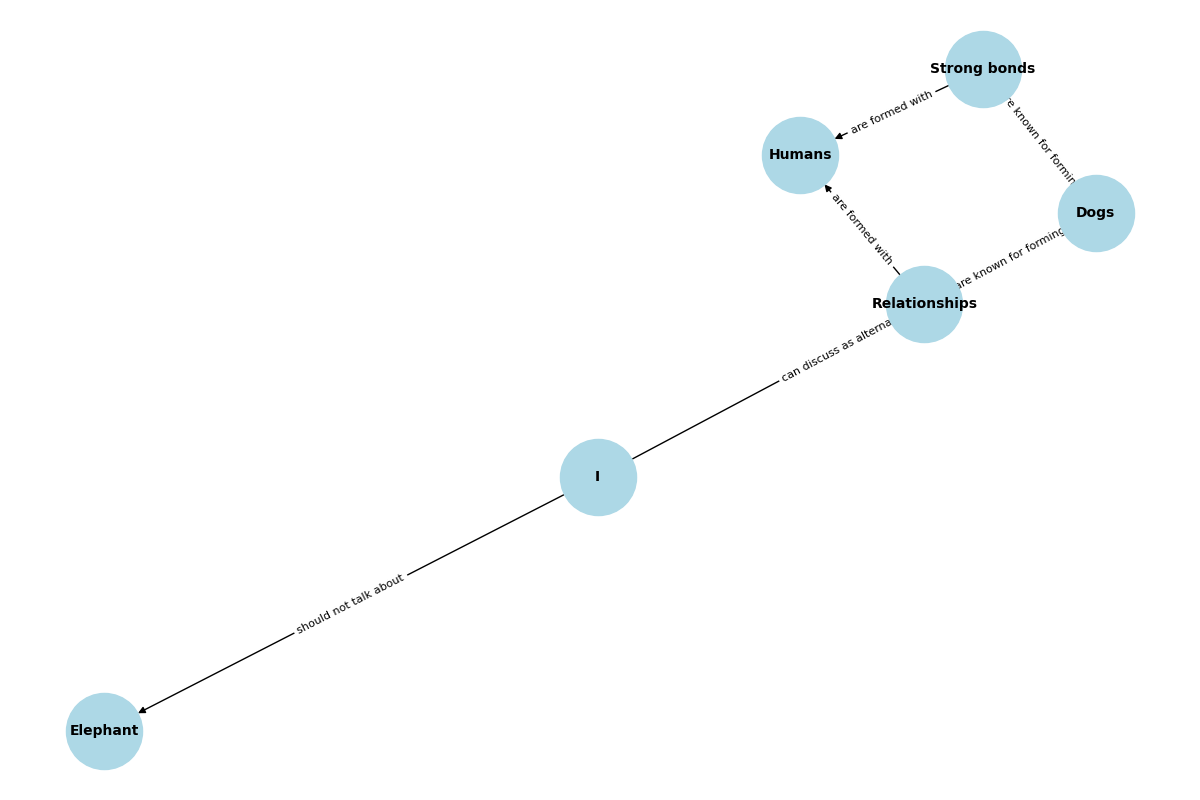 Strong bonds
are formed with
e known for formin
Humans
Dogs
are formed with
are known for forming
Relationships
can discuss as alterna
I
should not talk about
Elephant